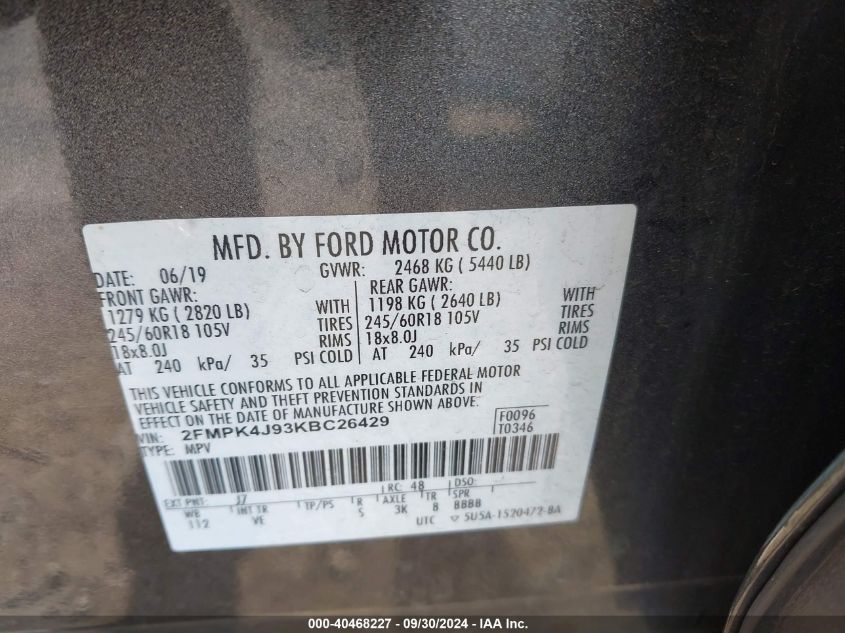 MFD. BY FORD MOTOR CO.
DATE: 06/19 GVWR: 2468 KG ( 5440 LB)
FRONT GAWR: REAR GAWR:
1279 KG ( 2820 LB) WITH 1198 KG ( 2640 LB) WITH
245/60R18 105V TIRES 245/60R18 105V TIRES
18x8.0J RIMS 18x8.0J RIMS
AT 240 kPa/ 35 PSI COLD AT 240 kPa/ 35 PSI COLD
THIS VEHICLE CONFORMS TO ALL APPLICABLE FEDERAL MOTOR
VEHICLE SAFETY AND THEFT PREVENTION STANDARDS IN
EFFECT ON THE DATE OF MANUFACTURE SHOWN ABOVE.
VIN: 2FMPK4J93KBC26429 F0096
TYPE: MPV T0346
EXT PNT: J7 RC: 48 DSO:
WB INT TR TP/PS R AXLE TR SPR
112 VE S 3K 8 BBBB
UTC ▽ 5U5A-1520472-BA
000-40468227 - 09/30/2024 - IAA Inc.